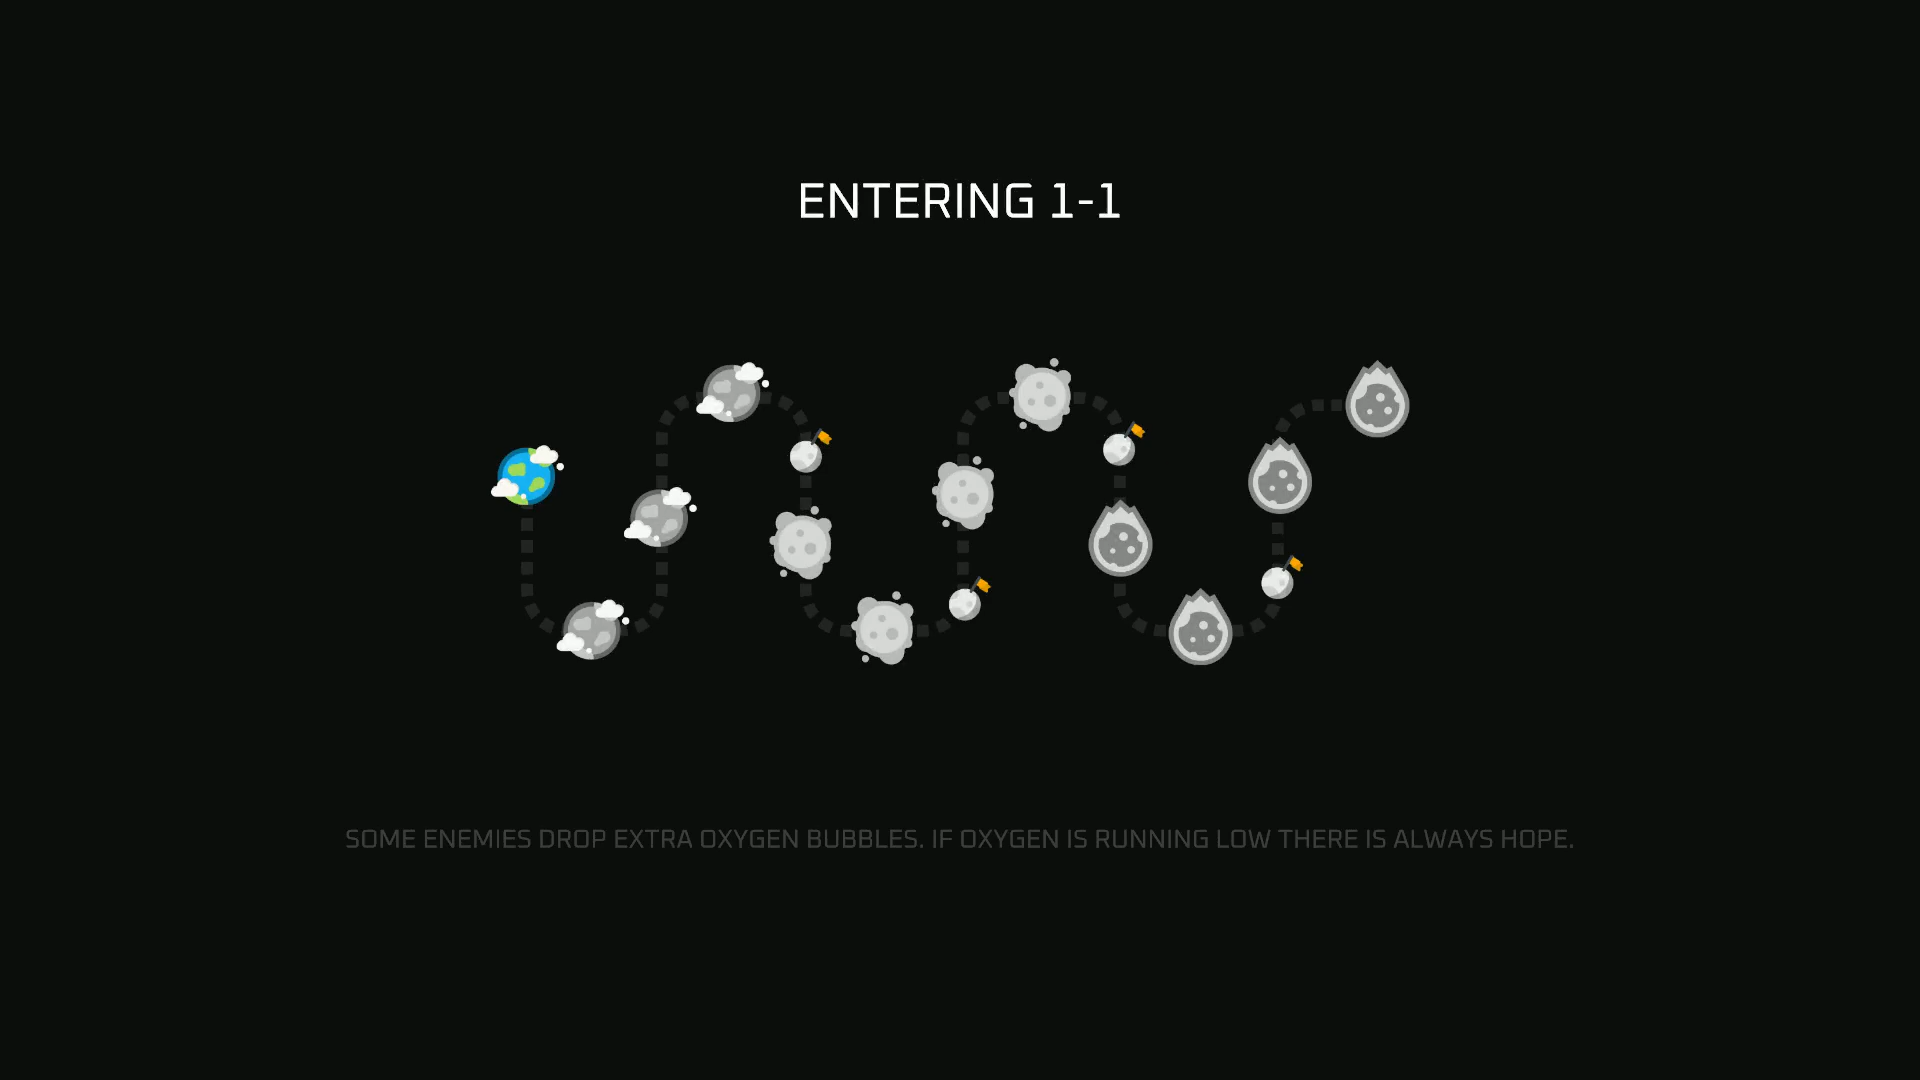 ENTERING 1-1
SOME ENEMIES DROP EXTRA OXYGEN BUBBLES. IF OXYGEN IS RUNNING LOW THERE IS ALWAYS HOPE.